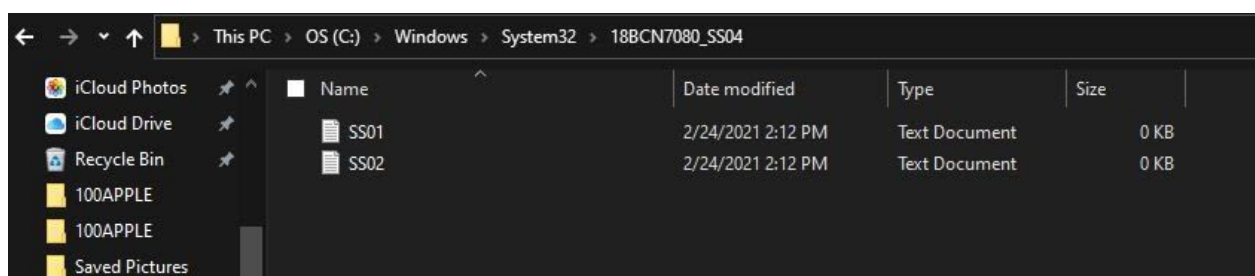 This PC > OS (C:) > Windows > System32 > 18BCN7080_SS04
iCloud Photos
iCloud Drive
Recycle Bin
100APPLE
100APPLE
Saved Pictures
Name Date modified Type Size
SS01 2/24/2021 2:12 PM Text Document 0 KB
SS02 2/24/2021 2:12 PM Text Document 0 KB